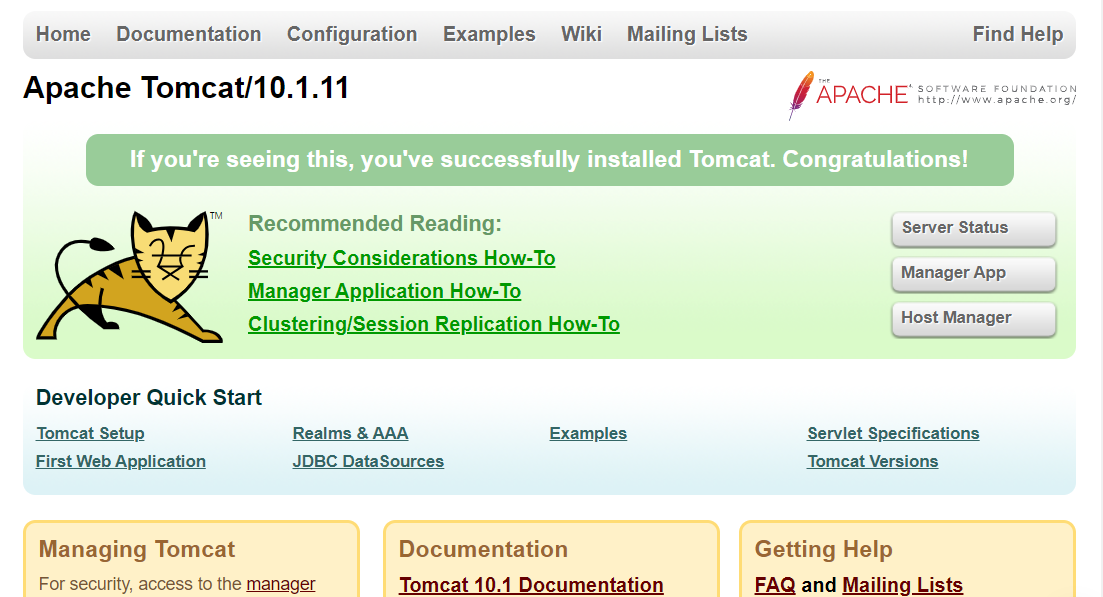 Home Documentation Configuration Examples Wiki Mailing Lists Find Help
Apache Tomcat/10.1.11
THE
APACHE SOFTWARE FOUNDATION
http://www.apache.org/
If you're seeing this, you've successfully installed Tomcat. Congratulations!
TM
Recommended Reading:
Security Considerations How-To
Manager Application How-To
Clustering/Session Replication How-To
Server Status
Manager App
Host Manager
Developer Quick Start
Tomcat Setup Realms & AAA Examples Servlet Specifications
First Web Application JDBC DataSources Tomcat Versions
Managing Tomcat
For security, access to the manager
Documentation
Tomcat 10.1 Documentation
Getting Help
FAQ and Mailing Lists